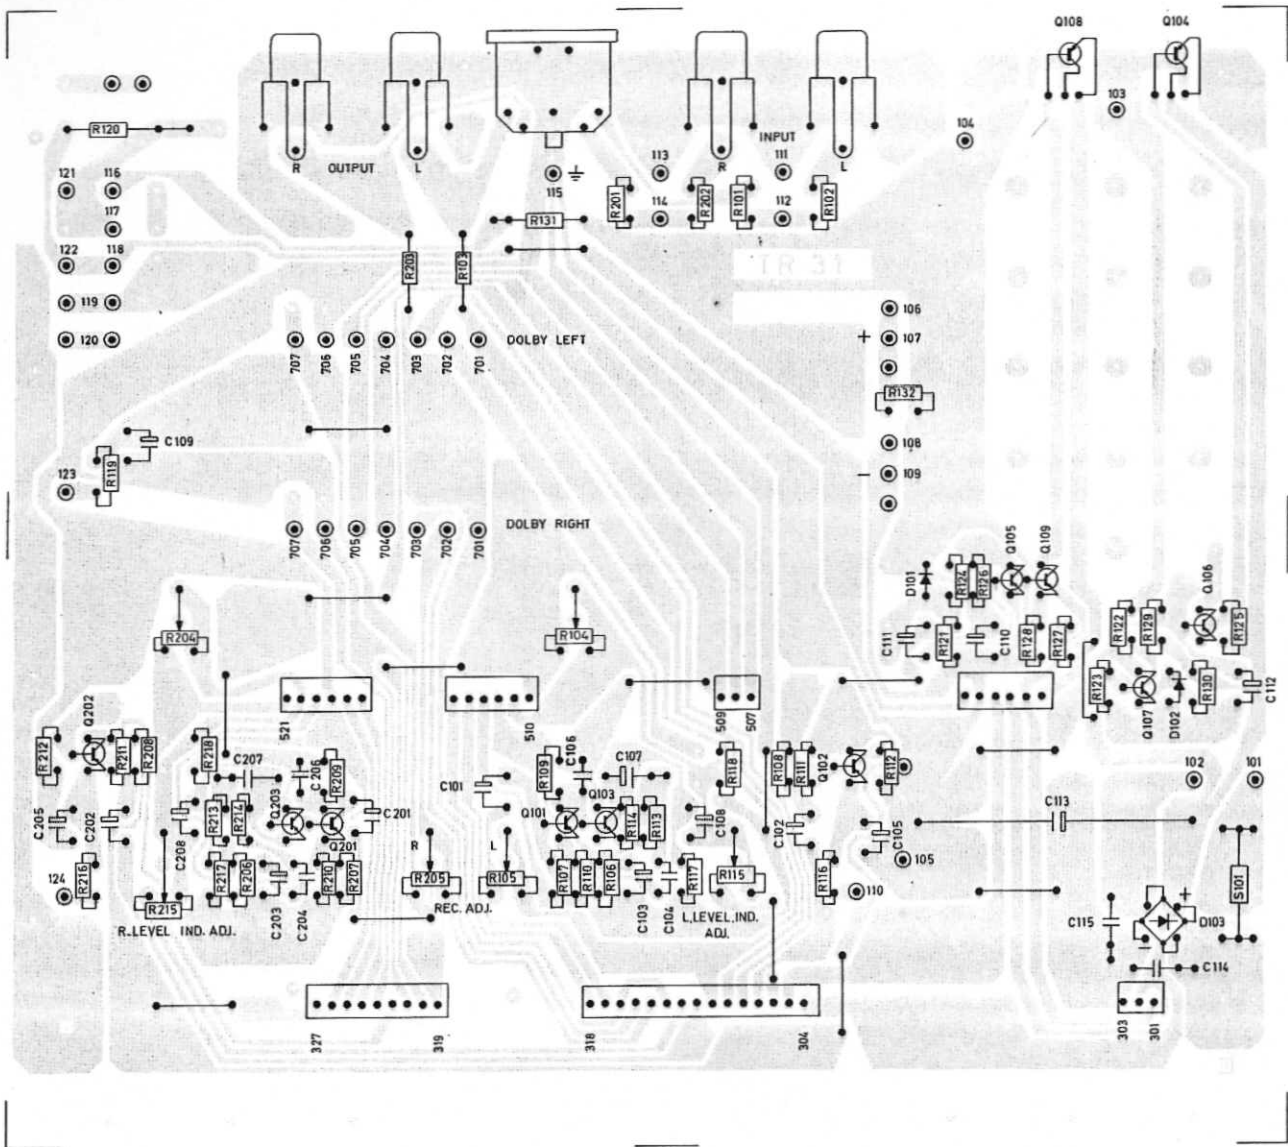 Q108 Q104
103
104
R120
INPUT
R OUTPUT L
R L
113 111
121 116
115
R201 114 R202 R101 112 R102
117
R131
122 118
R203 R103
TR 31
119
106
120
DOLBY LEFT
+ 107
707 706 705 704 703 702 701
R132
C109
108
R119
123
- 109
DOLBY RIGHT
707 706 705 704 703 702 701
Q105 Q109
D101 R124 R126
Q106
R204 R104
C111 R121 C110 R128 R127
R122 R129 R125
R123 Q107 D102 R130 C112
521 510 509 507
Q202
R212 R211 R208 R218
C207 C206 R209
C101
R109 C106 C107
R118 R108 R111 Q102 R112
102 101
C205 C202 C208 R213 R214 Q203 Q201 C201
Q101 Q103 R114 R113 C108
C102 C105
C113
R L
124 R216 R215 R217 R206 C203 C204 R210 R207
R205 R105
R107 R110 R106 C103 C104 R117 R115
R116 110 105
S101
REC. ADJ.
R.LEVEL IND. ADJ.
L.LEVEL.IND.
ADJ.
C115 + D103
-
C114
327 319 318 304
303 301